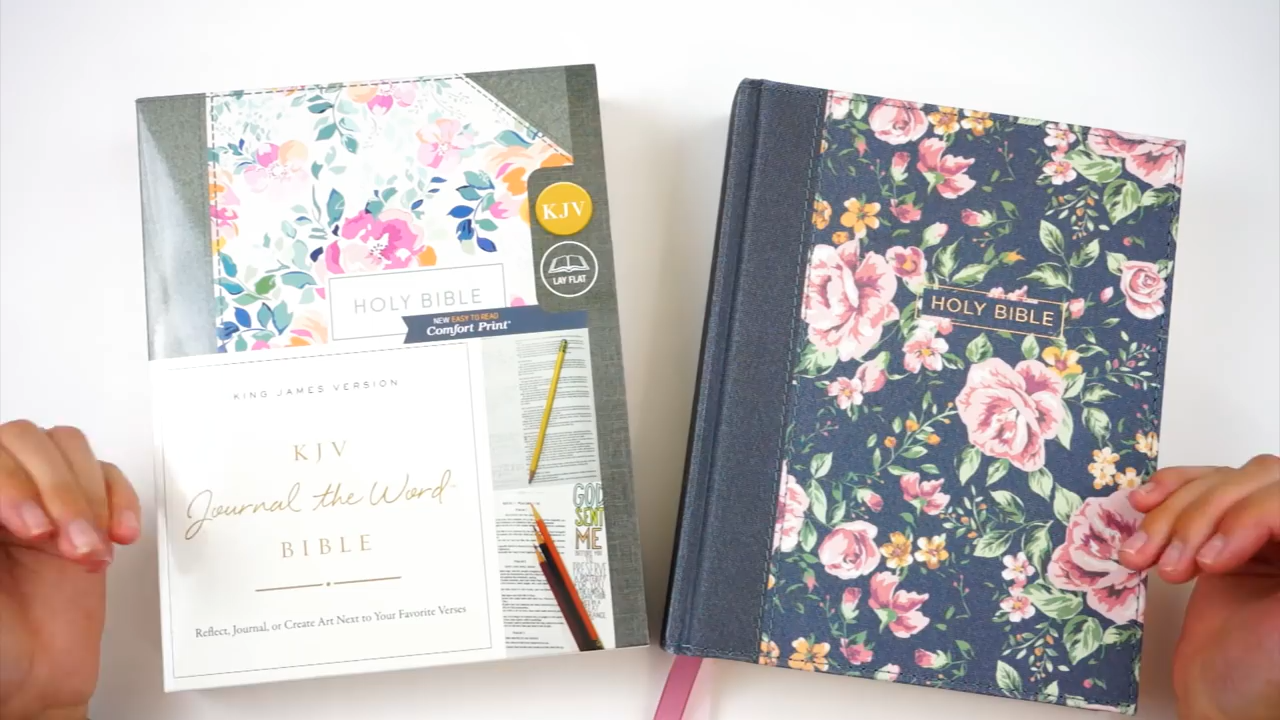 KJV
LAY FLAT
HOLY BIBLE
NEW EASY TO READ
Comfort Print®
KING JAMES VERSION
KJV
Journal the Word™
BIBLE
Reflect, Journal, or Create Art Next to Your Favorite Verses
GOD
SENT
ME
HOLY BIBLE